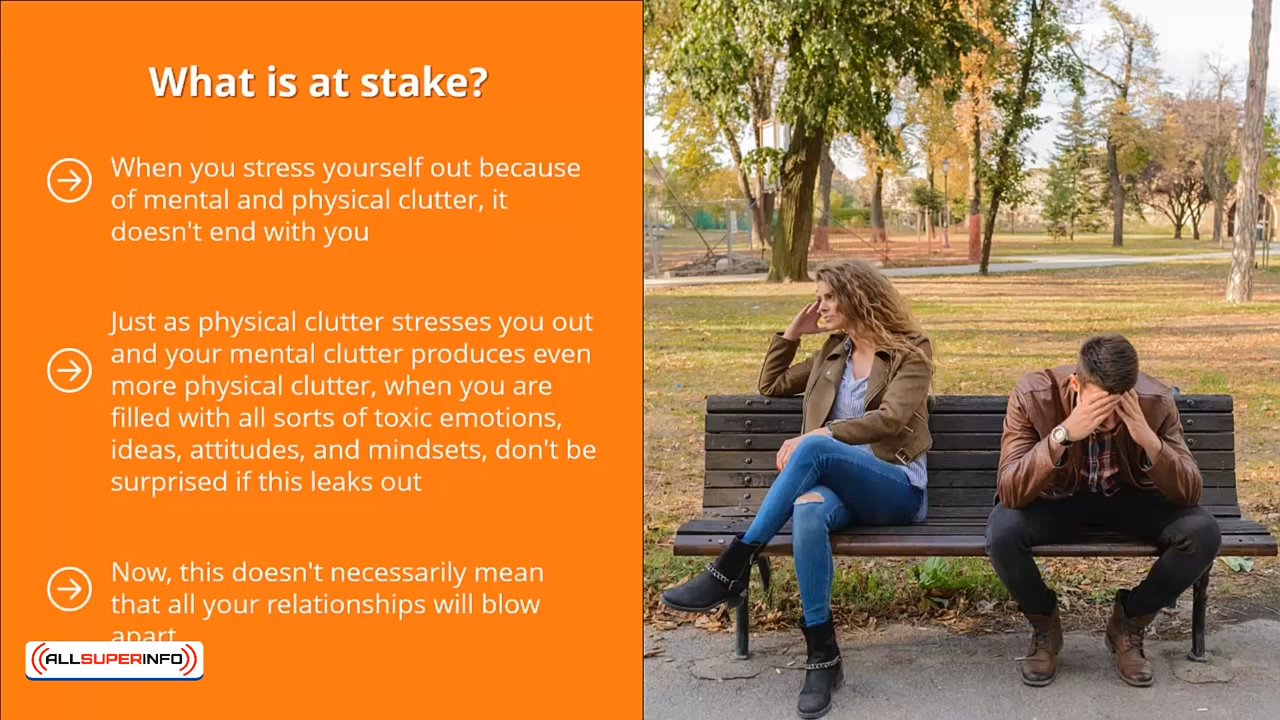 What is at stake?
When you stress yourself out because
of mental and physical clutter, it
doesn't end with you
Just as physical clutter stresses you out
and your mental clutter produces even
more physical clutter, when you are
filled with all sorts of toxic emotions,
ideas, attitudes, and mindsets, don't be
surprised if this leaks out
Now, this doesn't necessarily mean
that all your relationships will blow
apart
ALLSUPERINFO